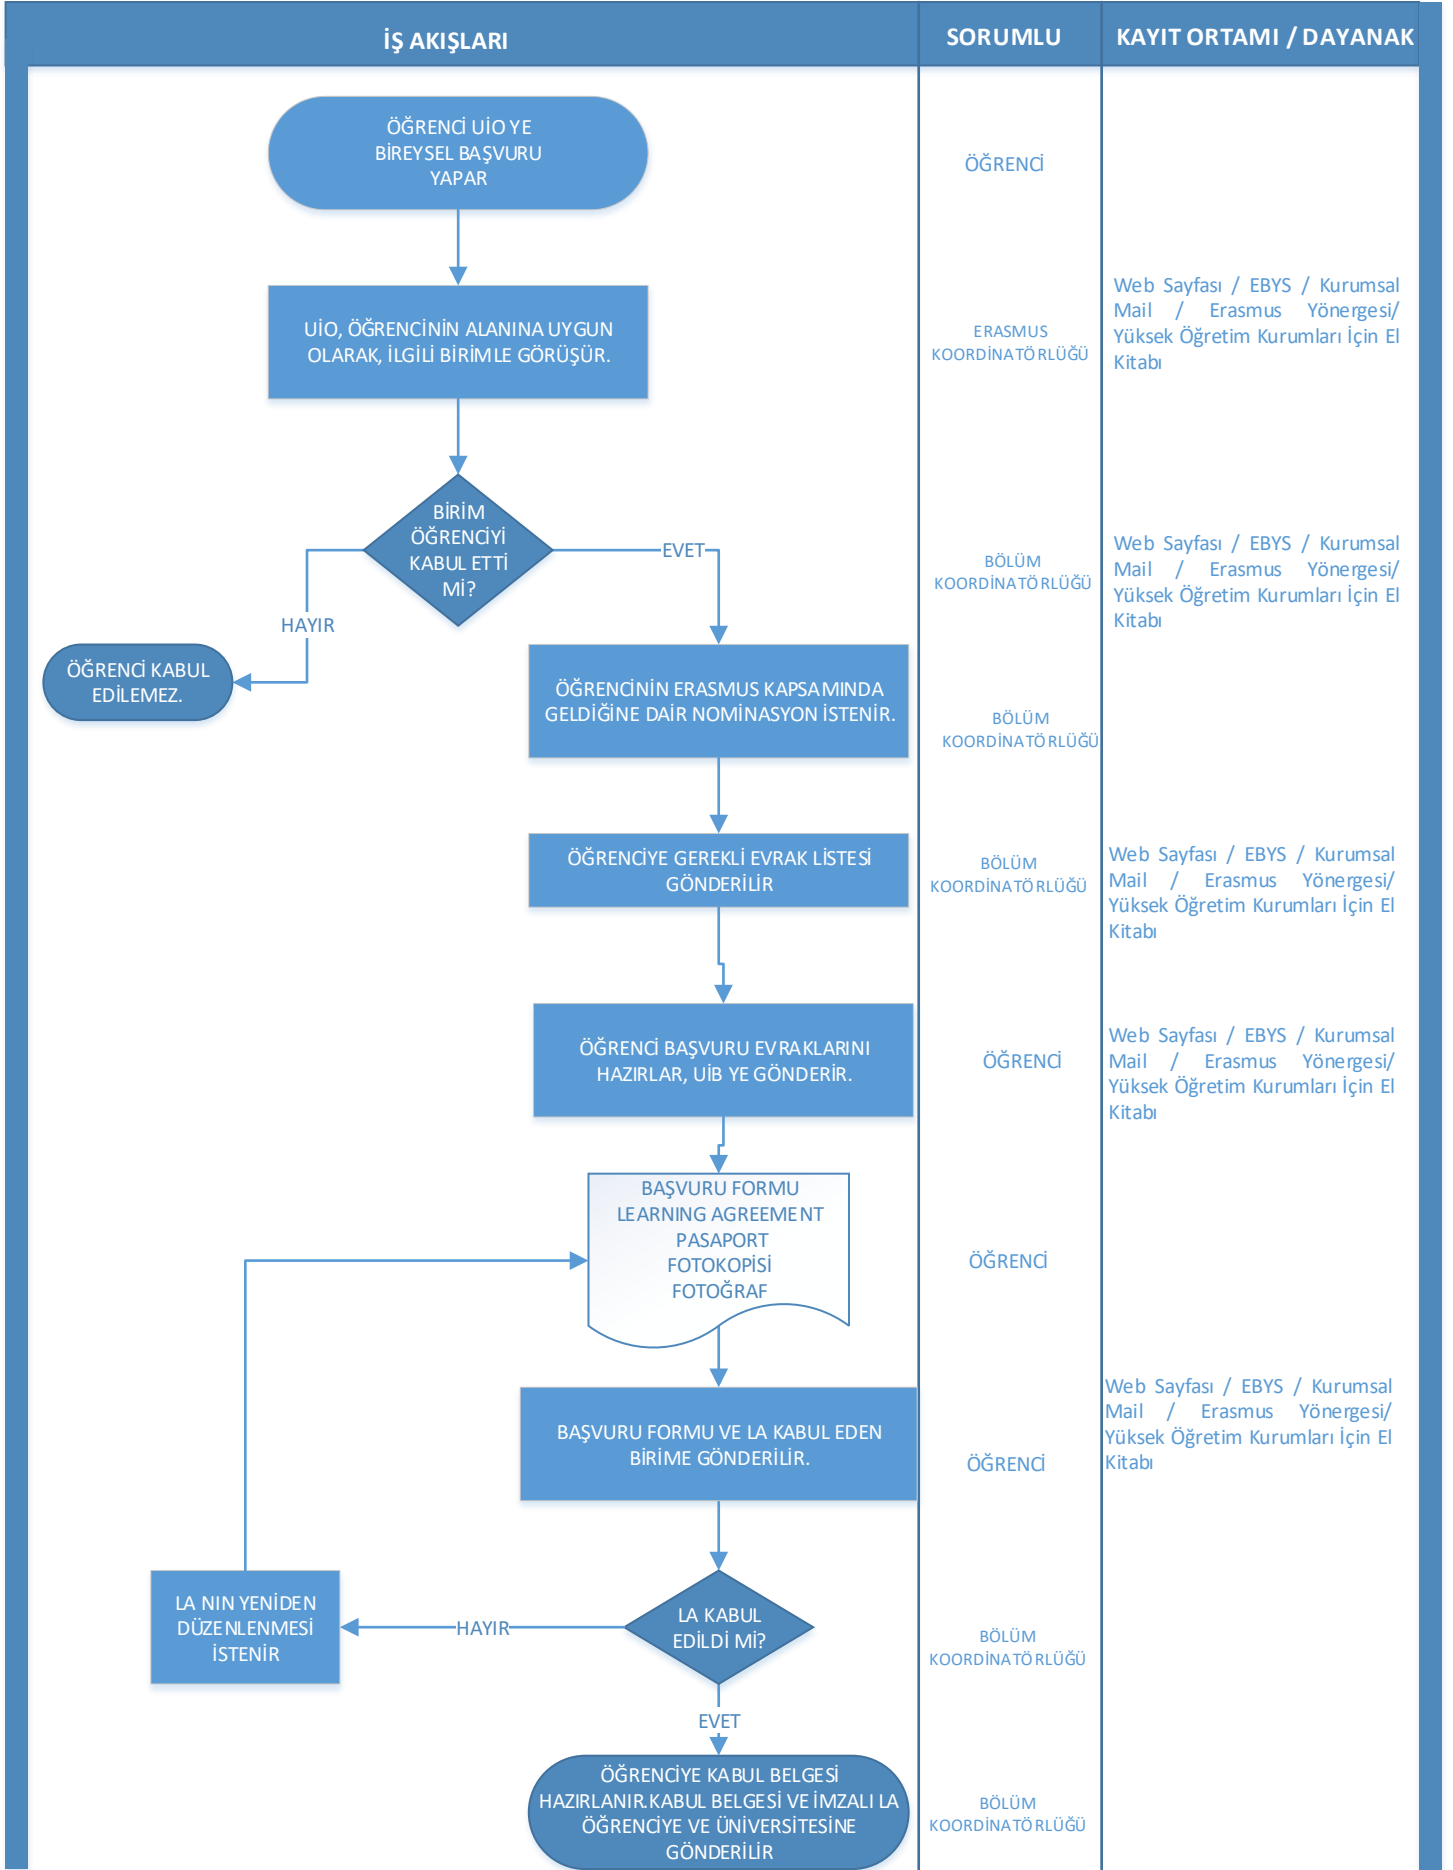 İŞ AKIŞLARI
SORUMLU
KAYIT ORTAMI / DAYANAK
ÖĞRENCİ UİO YE
BİREYSEL BAŞVURU
YAPAR
ÖĞRENCİ
UİO, ÖĞRENCİNİN ALANINA UYGUN
OLARAK, İLGİLİ BİRİMLE GÖRÜŞÜR.
ERASMUS
KOORDİNATÖRLÜĞÜ
Web Sayfası / EBYS / Kurumsal
Mail / Erasmus Yönergesi/
Yüksek Öğretim Kurumları İçin El
Kitabı
BİRİM
ÖĞRENCİYİ
KABUL ETTİ
Mİ?
EVET
HAYIR
BÖLÜM
KOORDİNATÖRLÜĞÜ
Web Sayfası / EBYS / Kurumsal
Mail / Erasmus Yönergesi/
Yüksek Öğretim Kurumları İçin El
Kitabı
ÖĞRENCİ KABUL
EDİLEMEZ.
ÖĞRENCİNİN ERASMUS KAPSAMINDA
GELDİĞİNE DAİR NOMİNASYON İSTENİR.
BÖLÜM
KOORDİNATÖRLÜĞÜ
ÖĞRENCİYE GEREKLİ EVRAK LİSTESİ
GÖNDERİLİR
BÖLÜM
KOORDİNATÖRLÜĞÜ
Web Sayfası / EBYS / Kurumsal
Mail / Erasmus Yönergesi/
Yüksek Öğretim Kurumları İçin El
Kitabı
ÖĞRENCİ BAŞVURU EVRAKLARINI
HAZIRLAR, UİB YE GÖNDERİR.
ÖĞRENCİ
Web Sayfası / EBYS / Kurumsal
Mail / Erasmus Yönergesi/
Yüksek Öğretim Kurumları İçin El
Kitabı
BAŞVURU FORMU
LEARNING AGREEMENT
PASAPORT
FOTOKOPİSİ
FOTOĞRAF
ÖĞRENCİ
BAŞVURU FORMU VE LA KABUL EDEN
BİRİME GÖNDERİLİR.
ÖĞRENCİ
Web Sayfası / EBYS / Kurumsal
Mail / Erasmus Yönergesi/
Yüksek Öğretim Kurumları İçin El
Kitabı
LA NIN YENİDEN
DÜZENLENMESİ
İSTENİR
HAYIR
LA KABUL
EDİLDİ Mİ?
BÖLÜM
KOORDİNATÖRLÜĞÜ
EVET
ÖĞRENCİYE KABUL BELGESİ
HAZIRLANIR.KABUL BELGESİ VE İMZALI LA
ÖĞRENCİYE VE ÜNİVERSİTESİNE
GÖNDERİLİR
BÖLÜM
KOORDİNATÖRLÜĞÜ